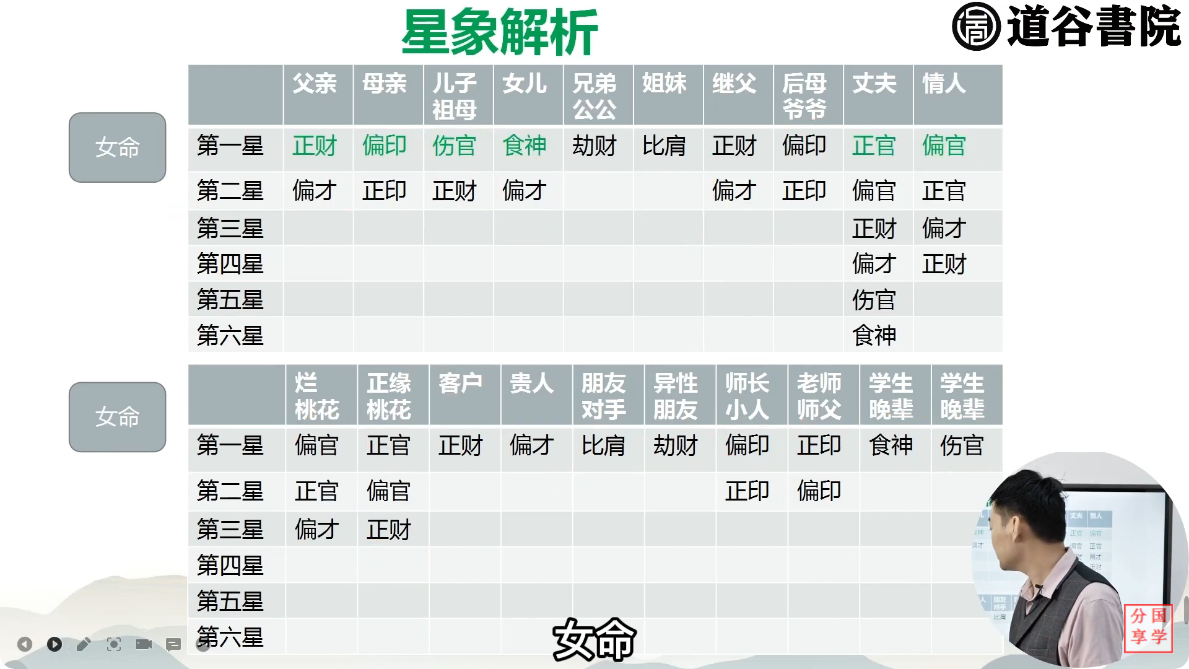 星象解析
道谷書院
父亲 母亲 儿子 女儿 兄弟 姐妹 继父 后母 丈夫 情人
祖母 公公 爷爷
女命
第一星 正财 偏印 伤官 食神 劫财 比肩 正财 偏印 正官 偏官
第二星 偏才 正印 正财 偏才 偏才 正印 偏官 正官
第三星 正财 偏才
第四星 偏才 正财
第五星 伤官
第六星 食神
烂 正缘 客户 贵人 朋友 异性 师长 老师 学生 学生
桃花 桃花 对手 朋友 小人 师父 晚辈 晚辈
女命
第一星 偏官 正官 正财 偏才 比肩 劫财 偏印 正印 食神 伤官
第二星 正官 偏官 正印 偏印
第三星 偏才 正财
第四星
第五星
第六星
女命
分国
享学